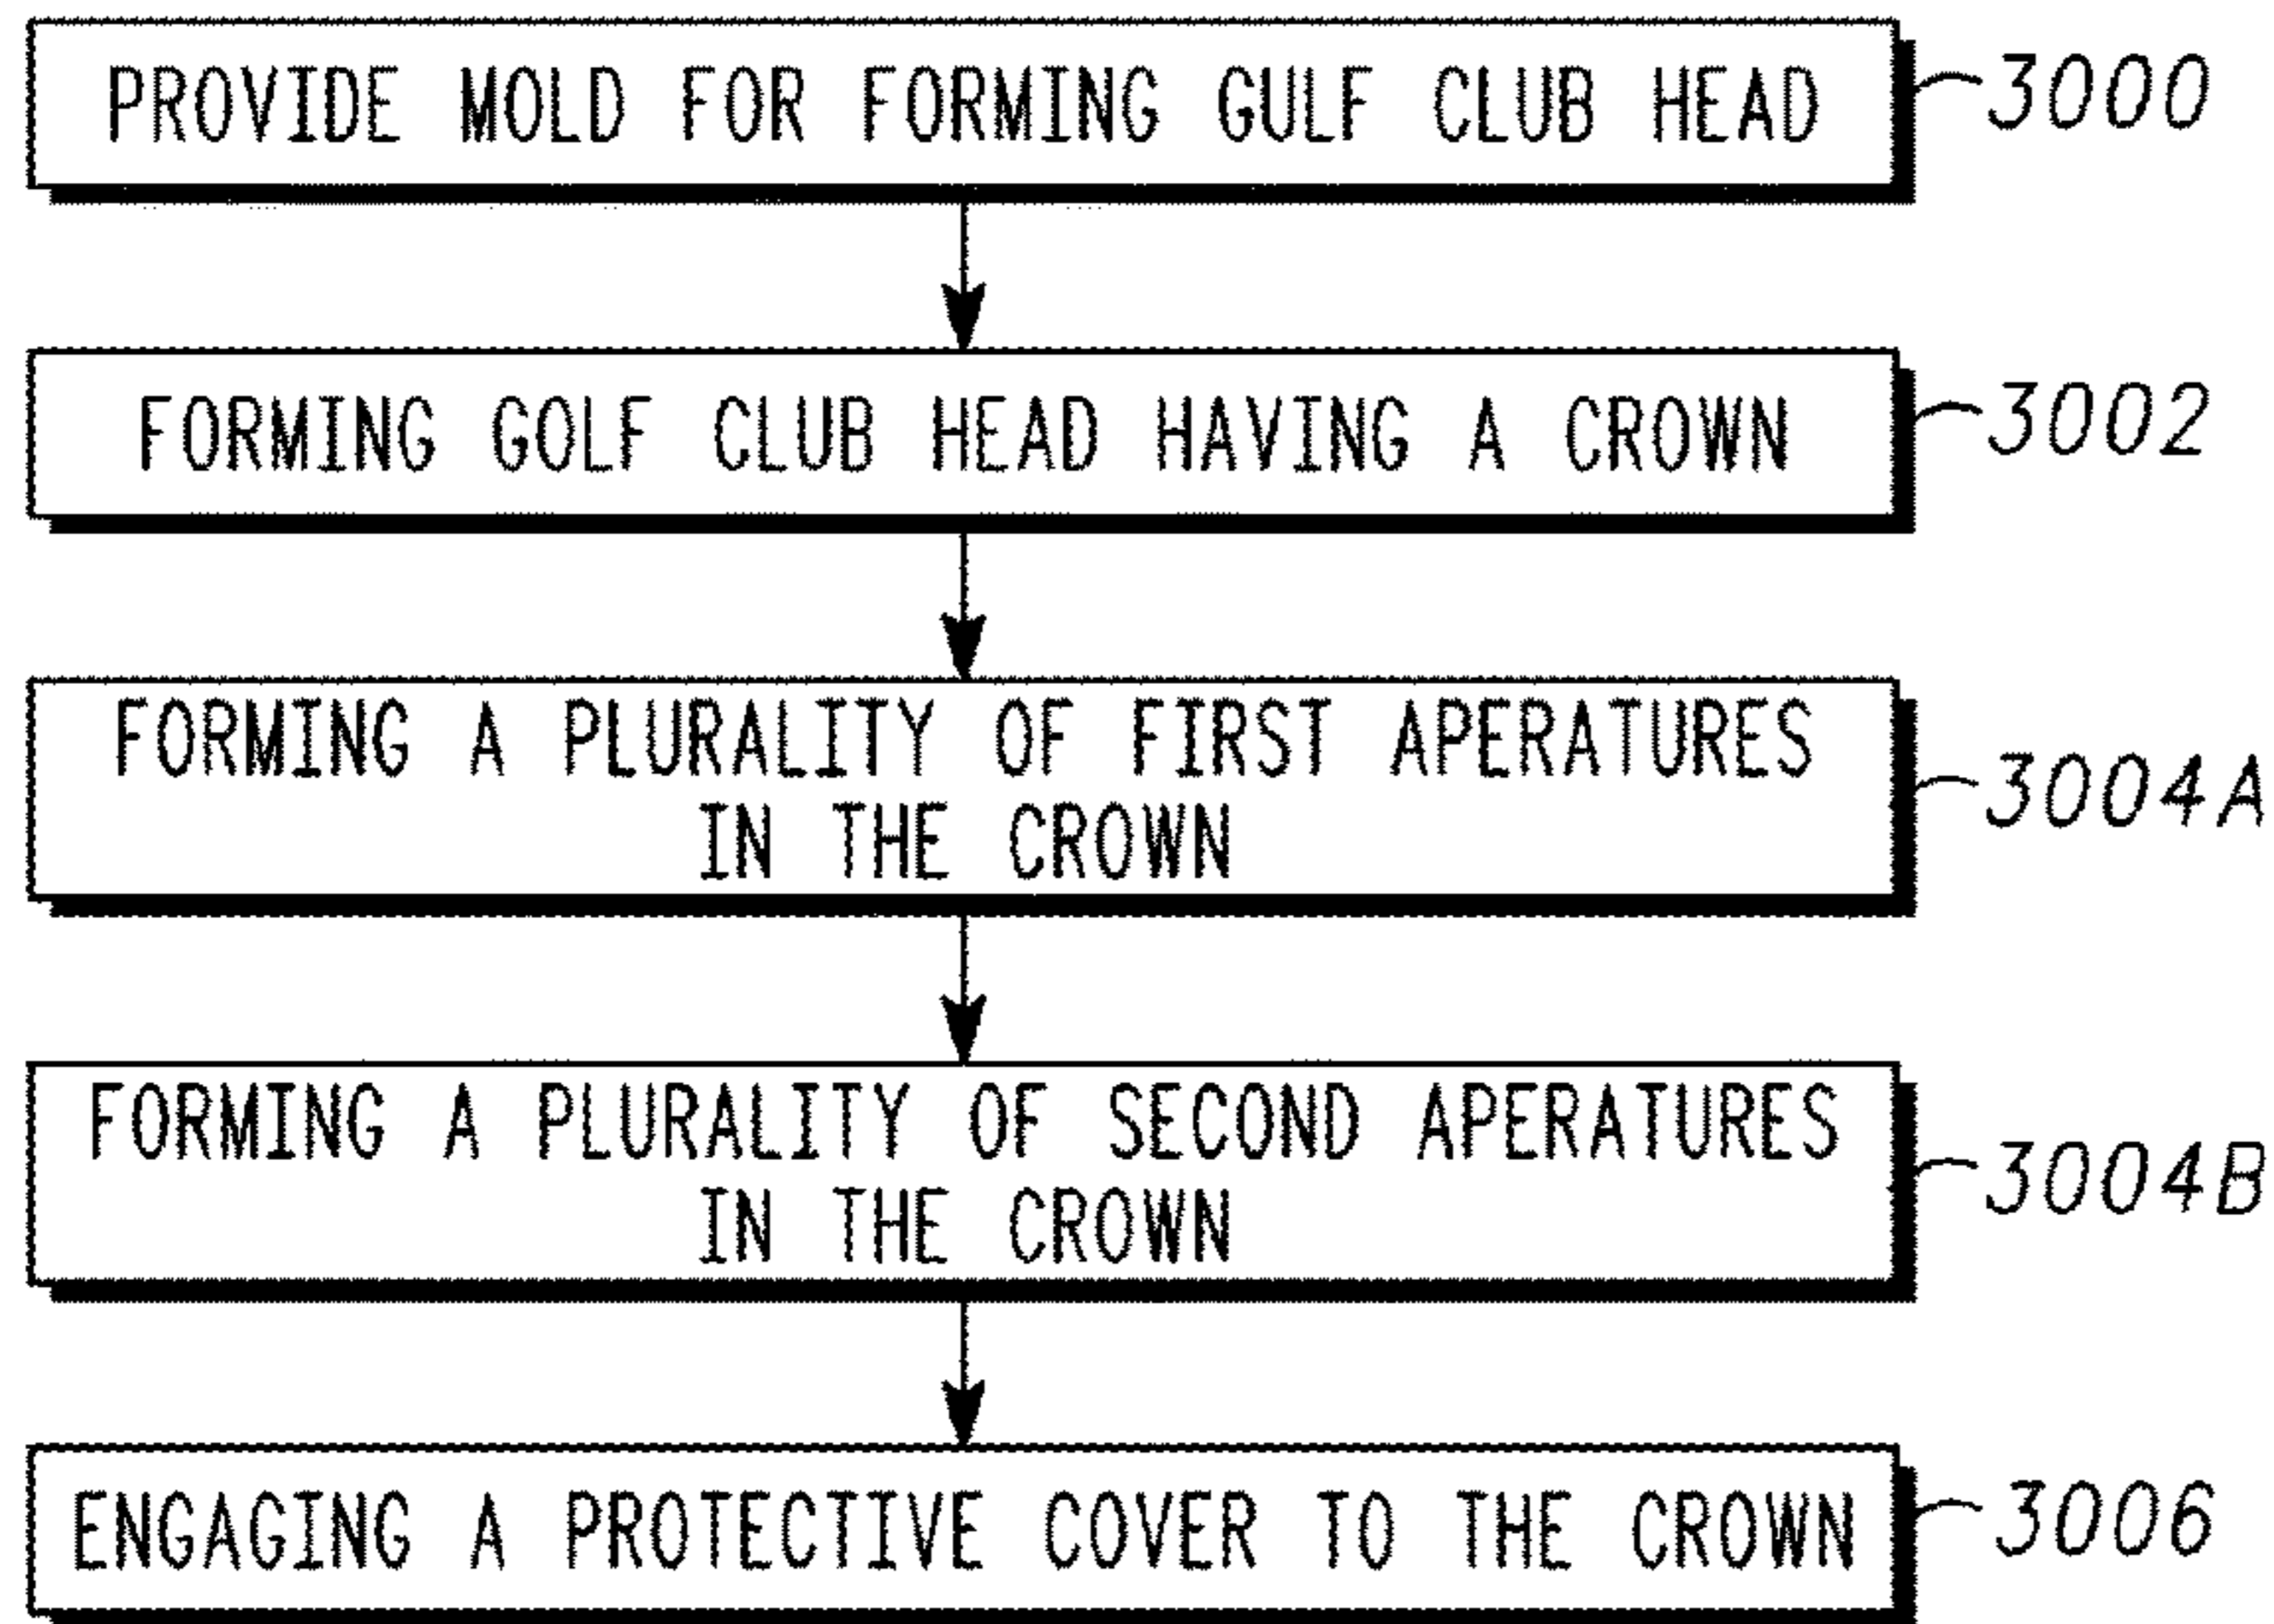 PROVIDE MOLD FOR FORMING GULF CLUB HEAD
3000
FORMING GOLF CLUB HEAD HAVING A CROWN
3002
FORMING A PLURALITY OF FIRST APERATURES
IN THE CROWN
3004A
FORMING A PLURALITY OF SECOND APERATURES
IN THE CROWN
3004B
ENGAGING A PROTECTIVE COVER TO THE CROWN
3006